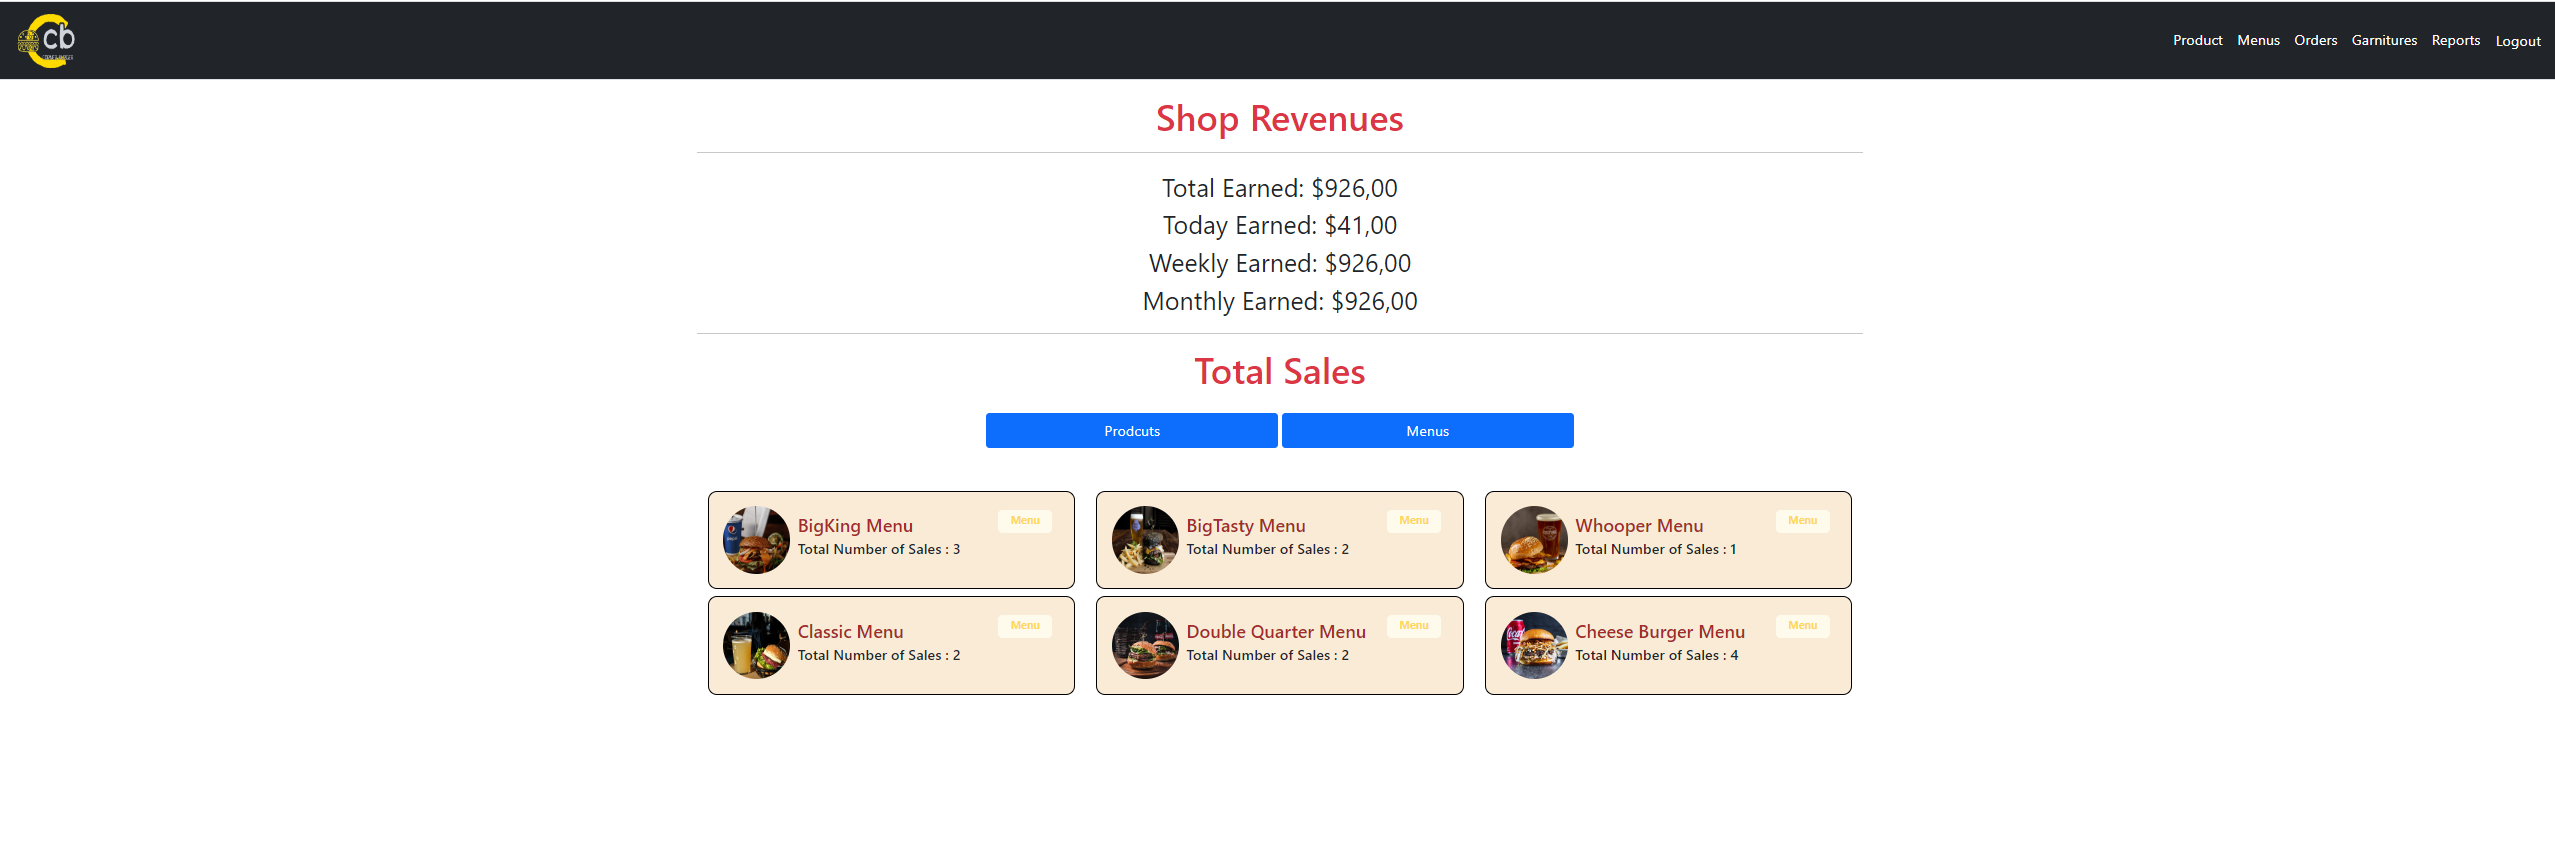 cb
Product Menus Orders Garnitures Reports Logout
Shop Revenues
Total Earned: $926,00
Today Earned: $41,00
Weekly Earned: $926,00
Monthly Earned: $926,00
Total Sales
Prodcuts Menus
BigKing Menu Menu
Total Number of Sales : 3
BigTasty Menu Menu
Total Number of Sales : 2
Whooper Menu Menu
Total Number of Sales : 1
Classic Menu Menu
Total Number of Sales : 2
Double Quarter Menu Menu
Total Number of Sales : 2
Cheese Burger Menu Menu
Total Number of Sales : 4